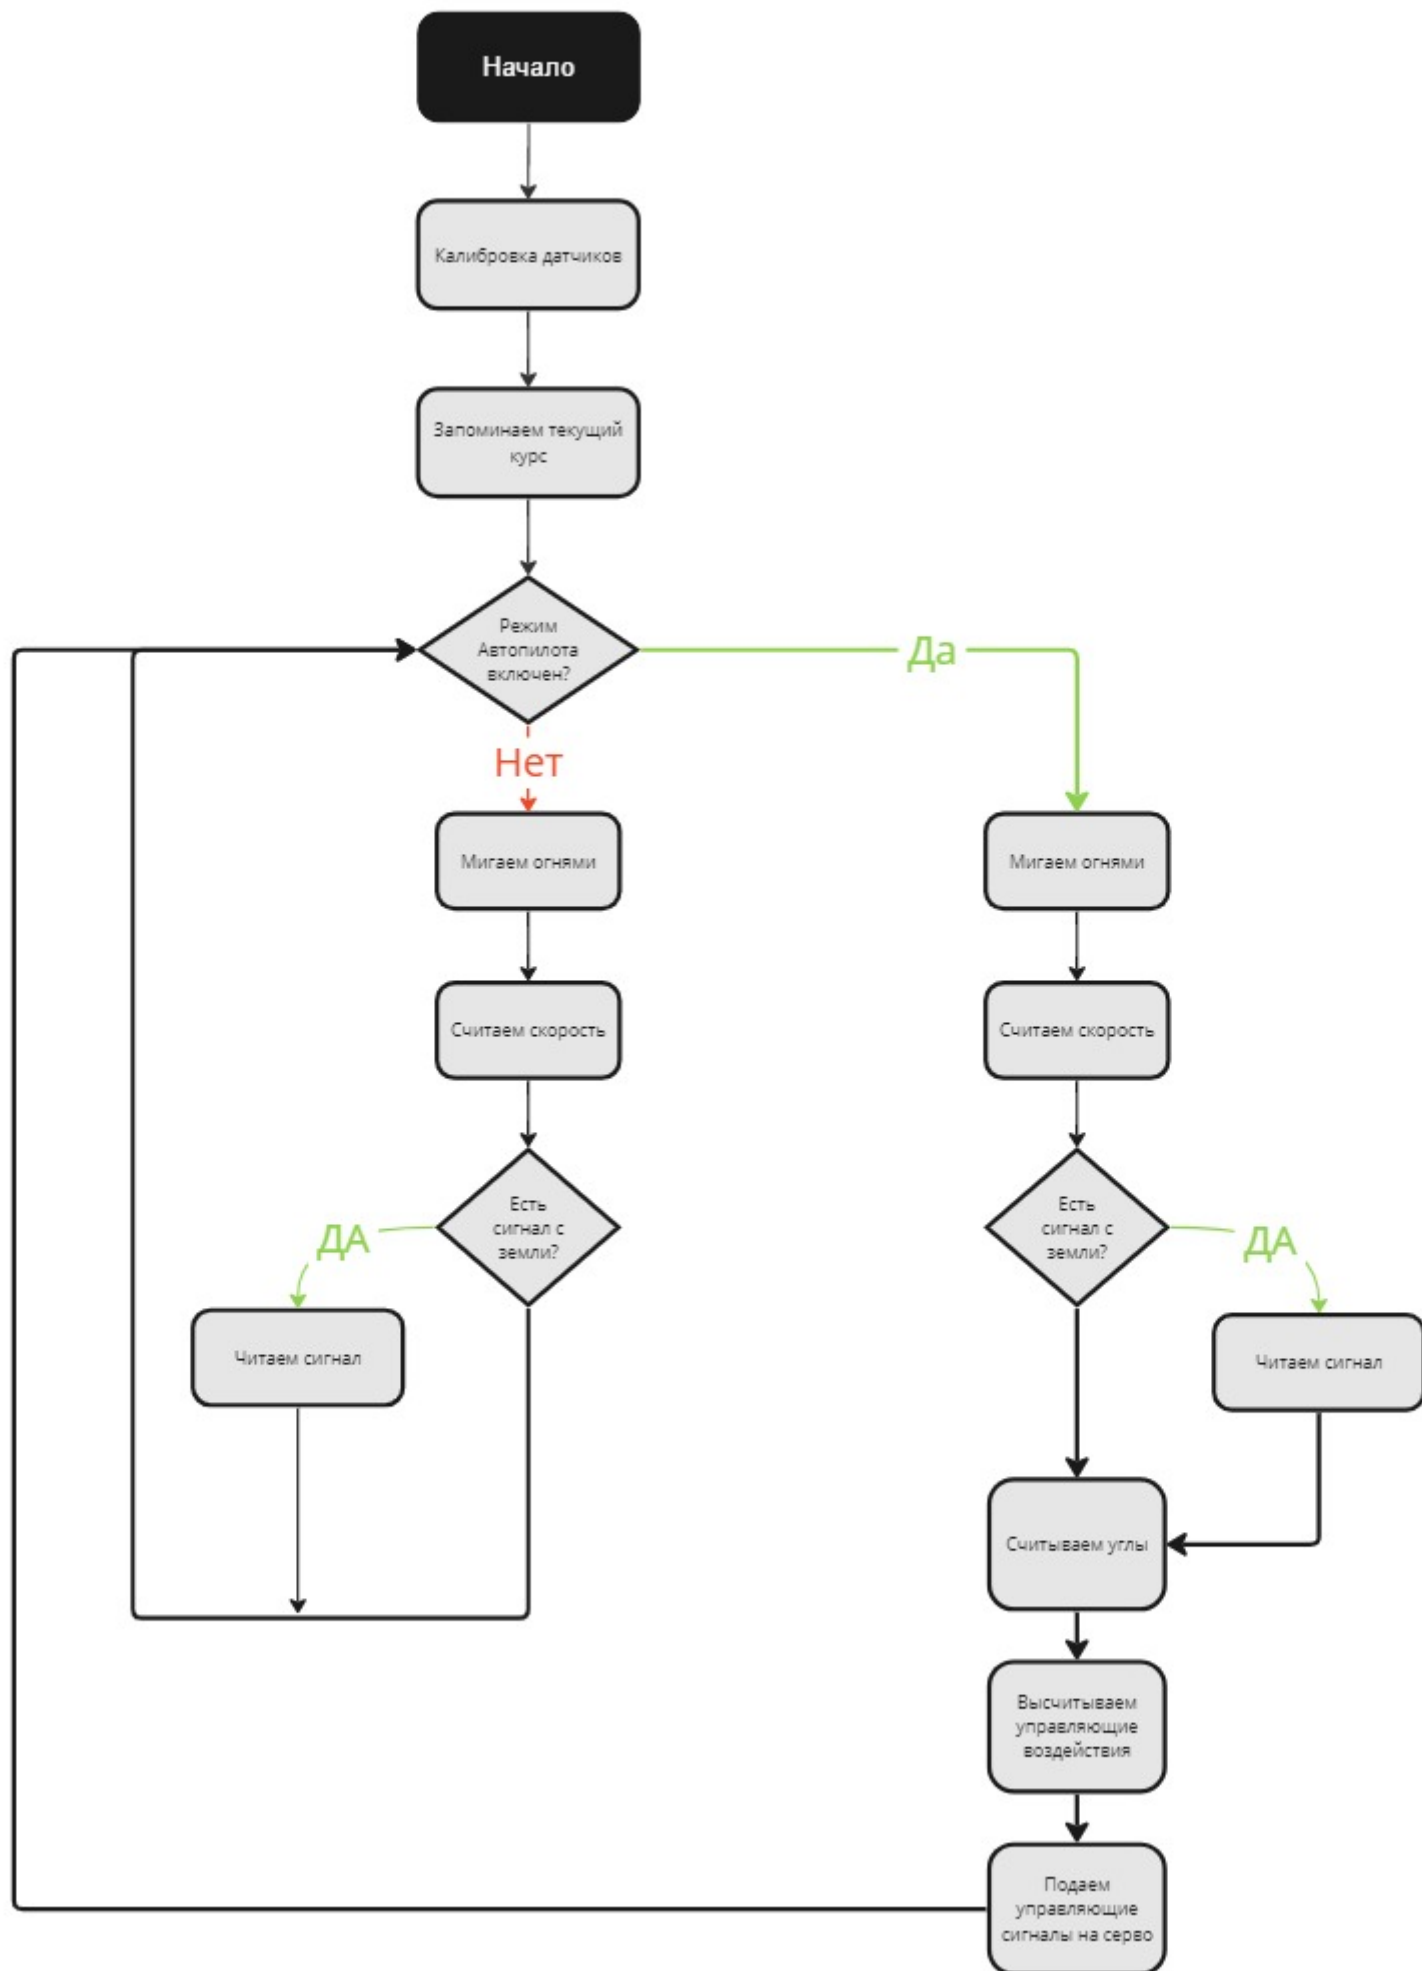 Начало
Калибровка датчиков
Запоминаем текущий
курс
Режим
Автопилота
включен?
Да
Нет
Мигаем огнями
Мигаем огнями
Считаем скорость
Считаем скорость
Есть
сигнал с
земли?
ДА
Есть
сигнал с
земли?
ДА
Читаем сигнал
Читаем сигнал
Считываем углы
Высчитываем
управляющие
воздействия
Подаем
управляющие
сигналы на серво